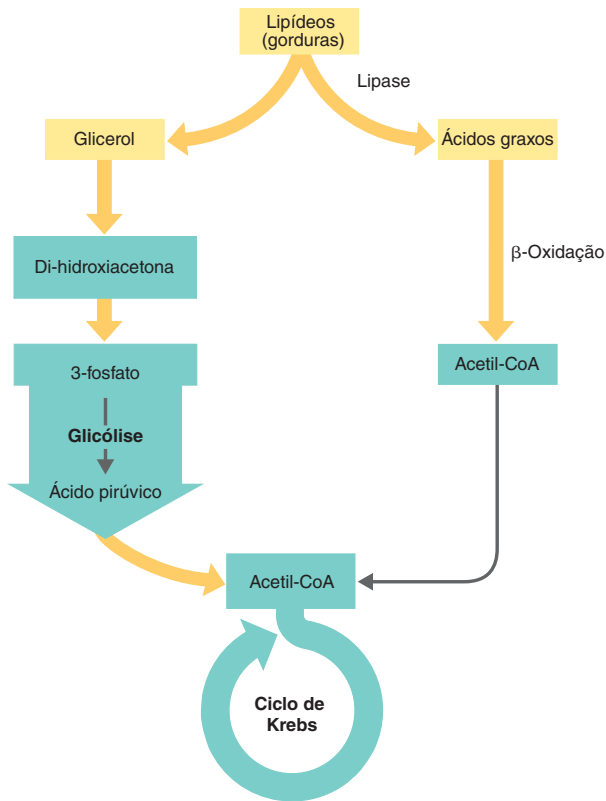 Lipídeos
(gorduras)
Lipase
Glicerol
Ácidos graxos
Di-hidroxiacetona
β-Oxidação
3-fosfato
Acetil-CoA
Glicólise
Ácido pirúvico
Acetil-CoA
Ciclo de
Krebs